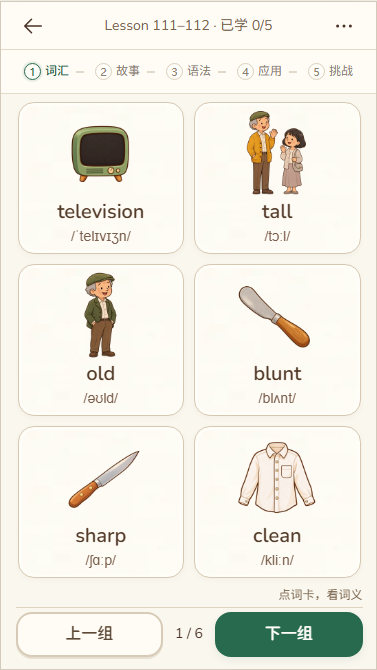 Lesson 111–112 · 已学 0/5
1 词汇 – 2 故事 – 3 语法 – 4 应用 – 5 挑战
television
/ˈtelɪvɪʒn/
tall
/tɔːl/
old
/əʊld/
blunt
/blʌnt/
sharp
/ʃɑːp/
clean
/kliːn/
点词卡，看词义
上一组
1 / 6
下一组